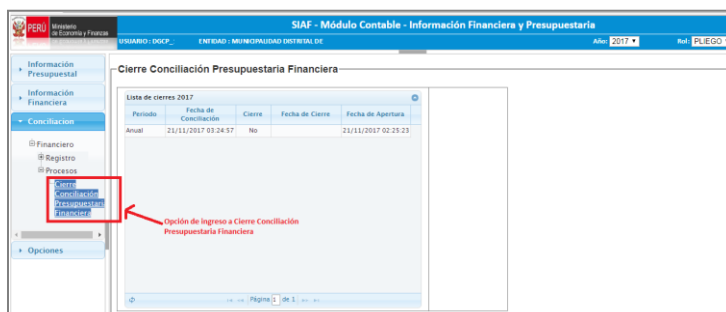 PERÚ Ministerio de Economía y Finanzas
SIAF - Módulo Contable - Información Financiera y Presupuestaria
USUARIO : DGCP_ ENTIDAD : MUNICIPALIDAD DISTRITAL DE
Año: 2017 Rol: PLIEGO
Información
Presupuestal
Información
Financiera
Conciliacion
Financiero
Registro
Procesos
Cierre
Conciliación
Presupuestari
Financiera
Opciones
Cierre Conciliación Presupuestaria Financiera
Lista de cierres 2017
Periodo Fecha de Conciliación Cierre Fecha de Cierre Fecha de Apertura
Anual 21/11/2017 03:24:57 No 21/11/2017 02:25:23
Opción de ingreso a Cierre Conciliación
Presupuestaria Financiera
Página 1 de 1